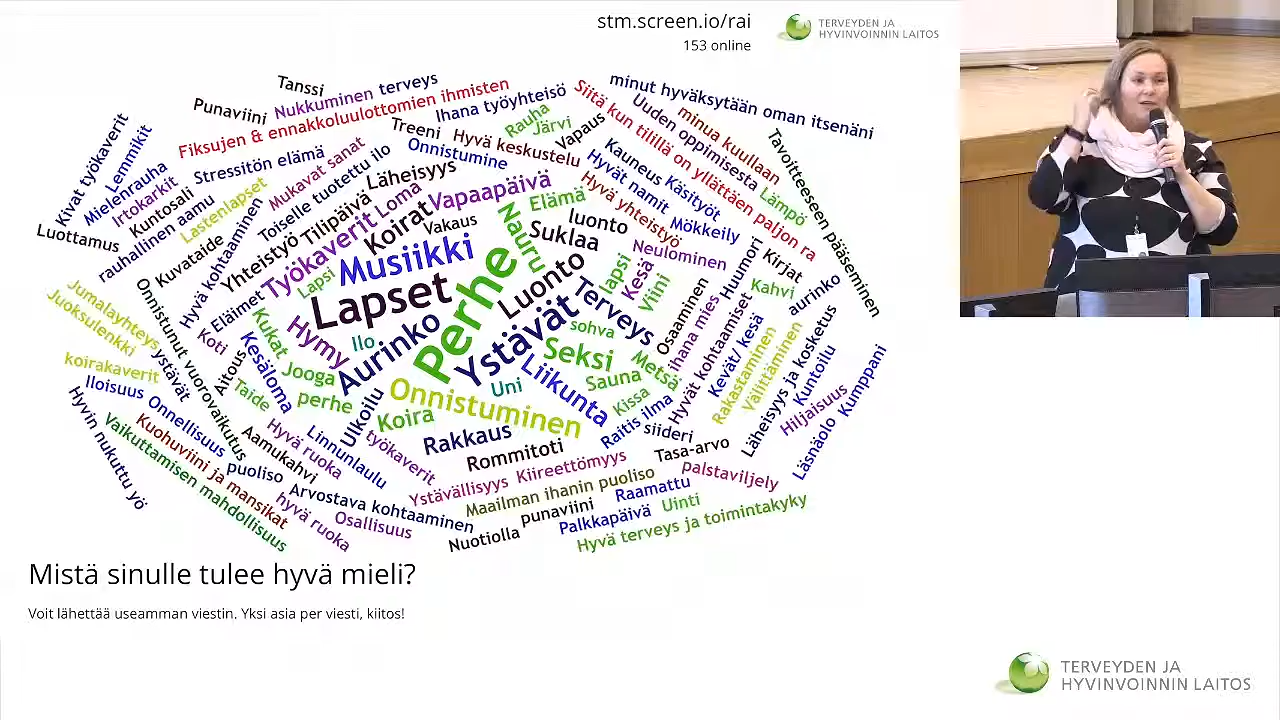 stm.screen.io/rai
153 online
TERVEYDEN JA
HYVINVOINNIN LAITOS
Tanssi
Punaviini
Nukkuminen
terveys
Fiksujen & ennakkoluulottomien ihmisten
Ihana työyhteisö
minut hyväksytään oman itsenäni
Siitä kun tilillä on yllättäen paljon ra
Uuden oppimisesta
minua kuullaan
Tavoitteeseen pääseminen
Kivat työkaverit
Lemmikit
Mielenrauha
Irtokarkit
Kuntosali
Stressitön elämä
Treeni
Hyvä keskustelu
Rauha
Järvi
Vapaus
Kauneus
Käsityöt
Lämpö
Onnistumine
Mukavat sanat
Toiselle tuotettu ilo
Läheisyys
Hyvät namit
Mökkeily
Luottamus
rauhallinen aamu
Lastenlapset
Kuvataide
Hyvä kohtaaminen
Yhteistyö
Tilipäivä
Loma
Vapaapäivä
Elämä
Hyvä yhteistyö
Työkaverit
Koirat
Vakaus
Nauru
luonto
Suklaa
Neulominen
Huumori
Kirjat
Kahvi
aurinko
Lapsi
Musiikki
Lapset
Perhe
Luonto
lapsi
Kesä
Viini
Jumalayhteys
Juoksulenkki
ystävät
Onnistunut vuorovaikutus
Koti
Eläimet
Kukat
Hymy
Ilo
Aurinko
Ystävät
Terveys
sohva
Osaaminen
ihana mies
Hyvät kohtaamiset
Kevät/ kesä
Rakastaminen
Välittäminen
Läheisyys ja kosketus
Kuntoilu
Hiljaisuus
Läsnäolo
Kumppani
koirakaverit
Iloisuus
Onnellisuus
Aitous
Kesäloma
Taide
Jooga
perhe
Ulkoilu
Onnistuminen
Uni
Liikunta
Seksi
Sauna
Metsä
Kissa
Raitis ilma
siideri
Tasa-arvo
Hyvin nukuttu yö
Vaikuttamisen mahdollisuus
Kuohuviini ja mansikat
puoliso
Aamukahvi
Hyvä ruoka
Linnunlaulu
työkaverit
Koira
Rakkaus
Rommitoti
hyvä ruoka
Arvostava kohtaaminen
Osallisuus
Ystävällisyys
Kiireettömyys
Maailman ihanin puoliso
palstaviljely
Nuotiolla
punaviini
Raamattu
Palkkapäivä
Uinti
Hyvä terveys ja toimintakyky
Mistä sinulle tulee hyvä mieli?
Voit lähettää useamman viestin. Yksi asia per viesti, kiitos!
TERVEYDEN JA
HYVINVOINNIN LAITOS